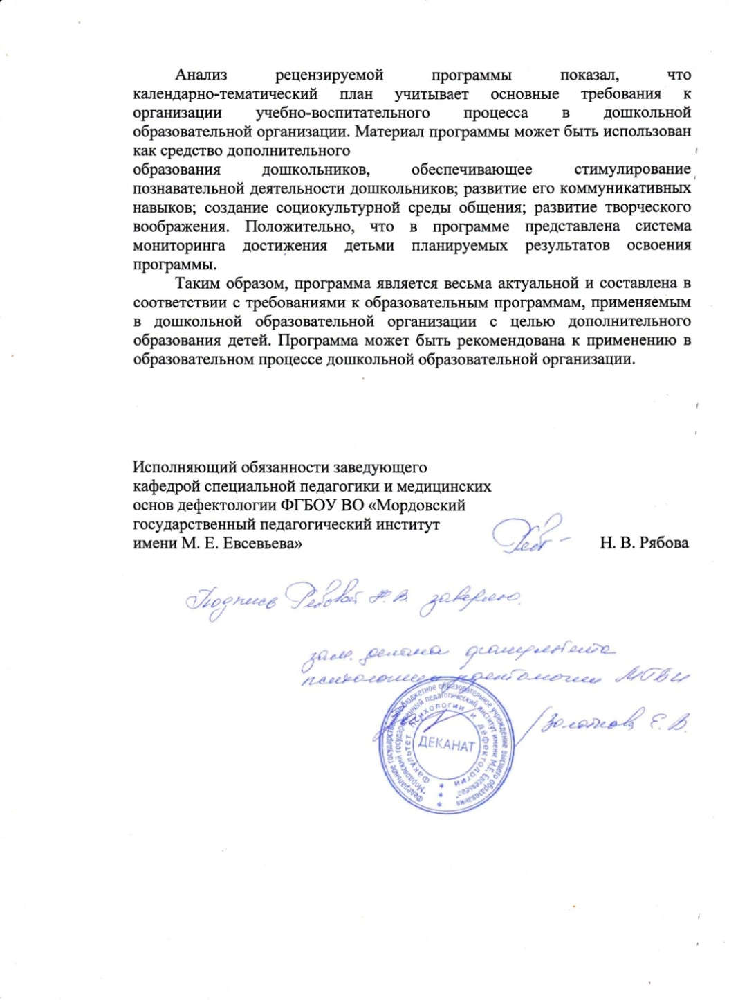 Анализ рецензируемой программы показал, что
календарно-тематический план учитывает основные требования к
организации учебно-воспитательного процесса в дошкольной
образовательной организации. Материал программы может быть использован
как средство дополнительного
образования дошкольников, обеспечивающее стимулирование
познавательной деятельности дошкольников; развитие его коммуникативных
навыков; создание социокультурной среды общения; развитие творческого
воображения. Положительно, что в программе представлена система
мониторинга достижения детьми планируемых результатов освоения
программы.
Таким образом, программа является весьма актуальной и составлена в
соответствии с требованиями к образовательным программам, применяемым
в дошкольной образовательной организации с целью дополнительного
образования детей. Программа может быть рекомендована к применению в
образовательном процессе дошкольной образовательной организации.
Исполняющий обязанности заведующего
кафедрой специальной педагогики и медицинских
основ дефектологии ФГБОУ ВО «Мордовский
государственный педагогический институт
имени М. Е. Евсевьева» Н. В. Рябова
Подпись Рябовой Н.В. заверяю.
зам. декана факультета
психологии и дефектологии
Золоткова Е. В.
Федеральное государственное бюджетное образовательное учреждение высшего образования
"Мордовский государственный педагогический институт имени М.Е. Евсевьева"
Факультет психологии и дефектологии
ДЕКАНАТ